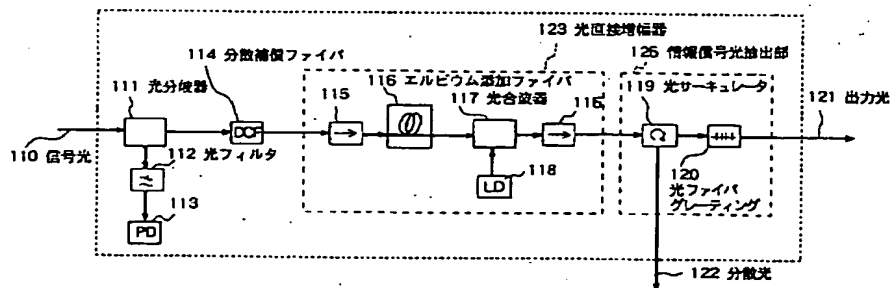 123 光直接増幅器
125 情報信号光抽出部
114 分散補償ファイバ
116 エルビウム添加ファイバ
111 光分岐器
117 光合波器
119 光サーキュレータ
115
115
121 出力光
DCF
110 信号光
112 光フィルタ
118
LD
120
光ファイバ
グレーティング
113
PD
122 分散光